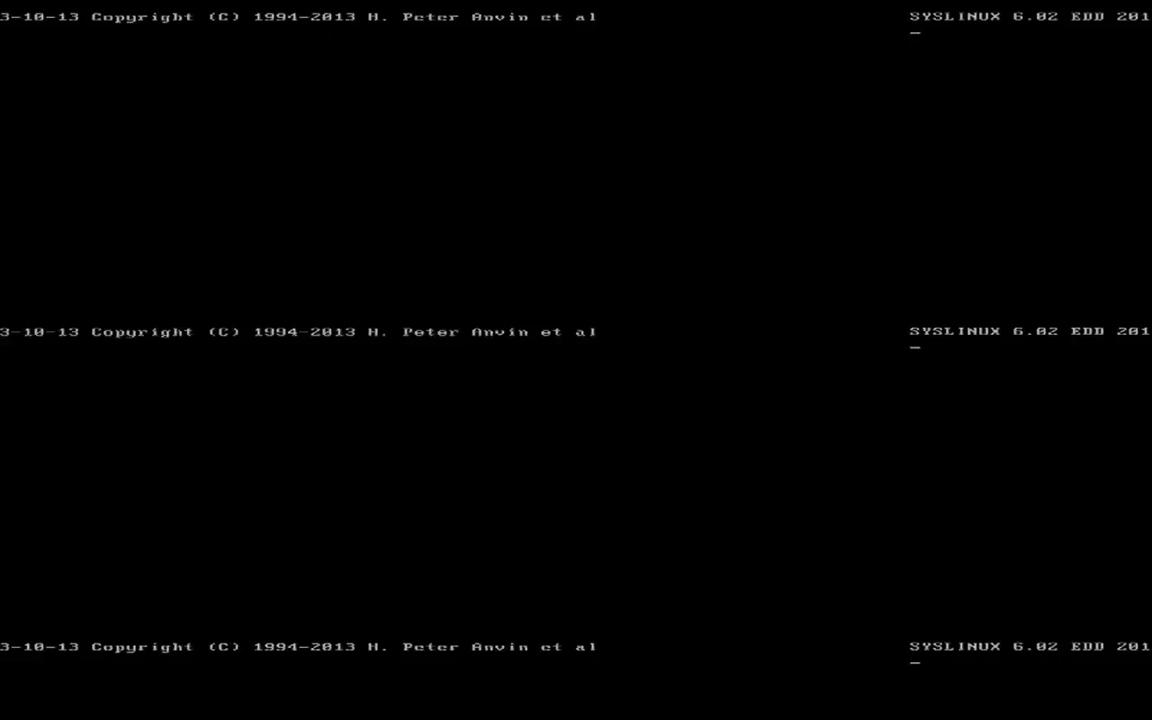 3-10-13 Copyright (C) 1994-2013 H. Peter Anvin et al SYSLINUX 6.02 EDD 201
_
3-10-13 Copyright (C) 1994-2013 H. Peter Anvin et al SYSLINUX 6.02 EDD 201
_
3-10-13 Copyright (C) 1994-2013 H. Peter Anvin et al SYSLINUX 6.02 EDD 201
_